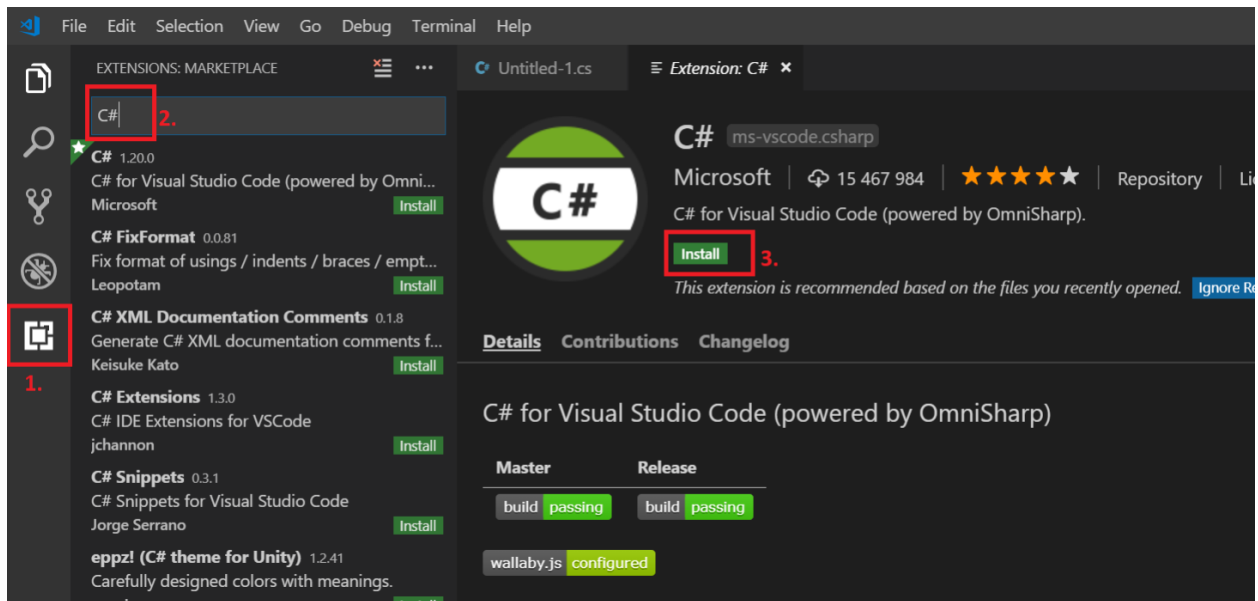 File Edit Selection View Go Debug Terminal Help
EXTENSIONS: MARKETPLACE
C#
2.
1.
C# 1.20.0
C# for Visual Studio Code (powered by Omni...
Microsoft Install
C# FixFormat 0.0.81
Fix format of usings / indents / braces / empt...
Leopotam Install
C# XML Documentation Comments 0.1.8
Generate C# XML documentation comments f...
Keisuke Kato Install
C# Extensions 1.3.0
C# IDE Extensions for VSCode
jchannon Install
C# Snippets 0.3.1
C# Snippets for Visual Studio Code
Jorge Serrano Install
eppz! (C# theme for Unity) 1.2.41
Carefully designed colors with meanings.
Untitled-1.cs Extension: C#
C#
C# ms-vscode.csharp
Microsoft 15 467 984 Repository
C# for Visual Studio Code (powered by OmniSharp).
Install 3.
This extension is recommended based on the files you recently opened. Ignore Re
Details Contributions Changelog
C# for Visual Studio Code (powered by OmniSharp)
Master Release
build passing build passing
wallaby.js configured